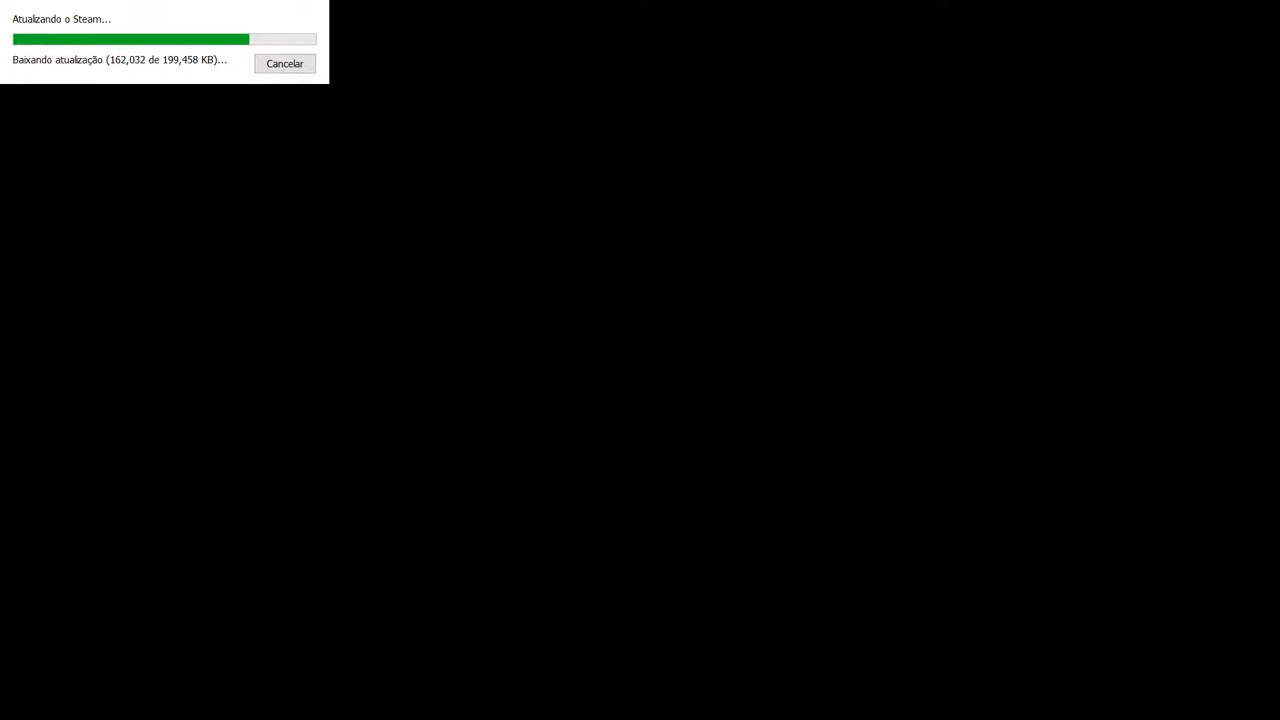 Atualizando o Steam...
Baixando atualização (162,032 de 199,458 KB)...
Cancelar